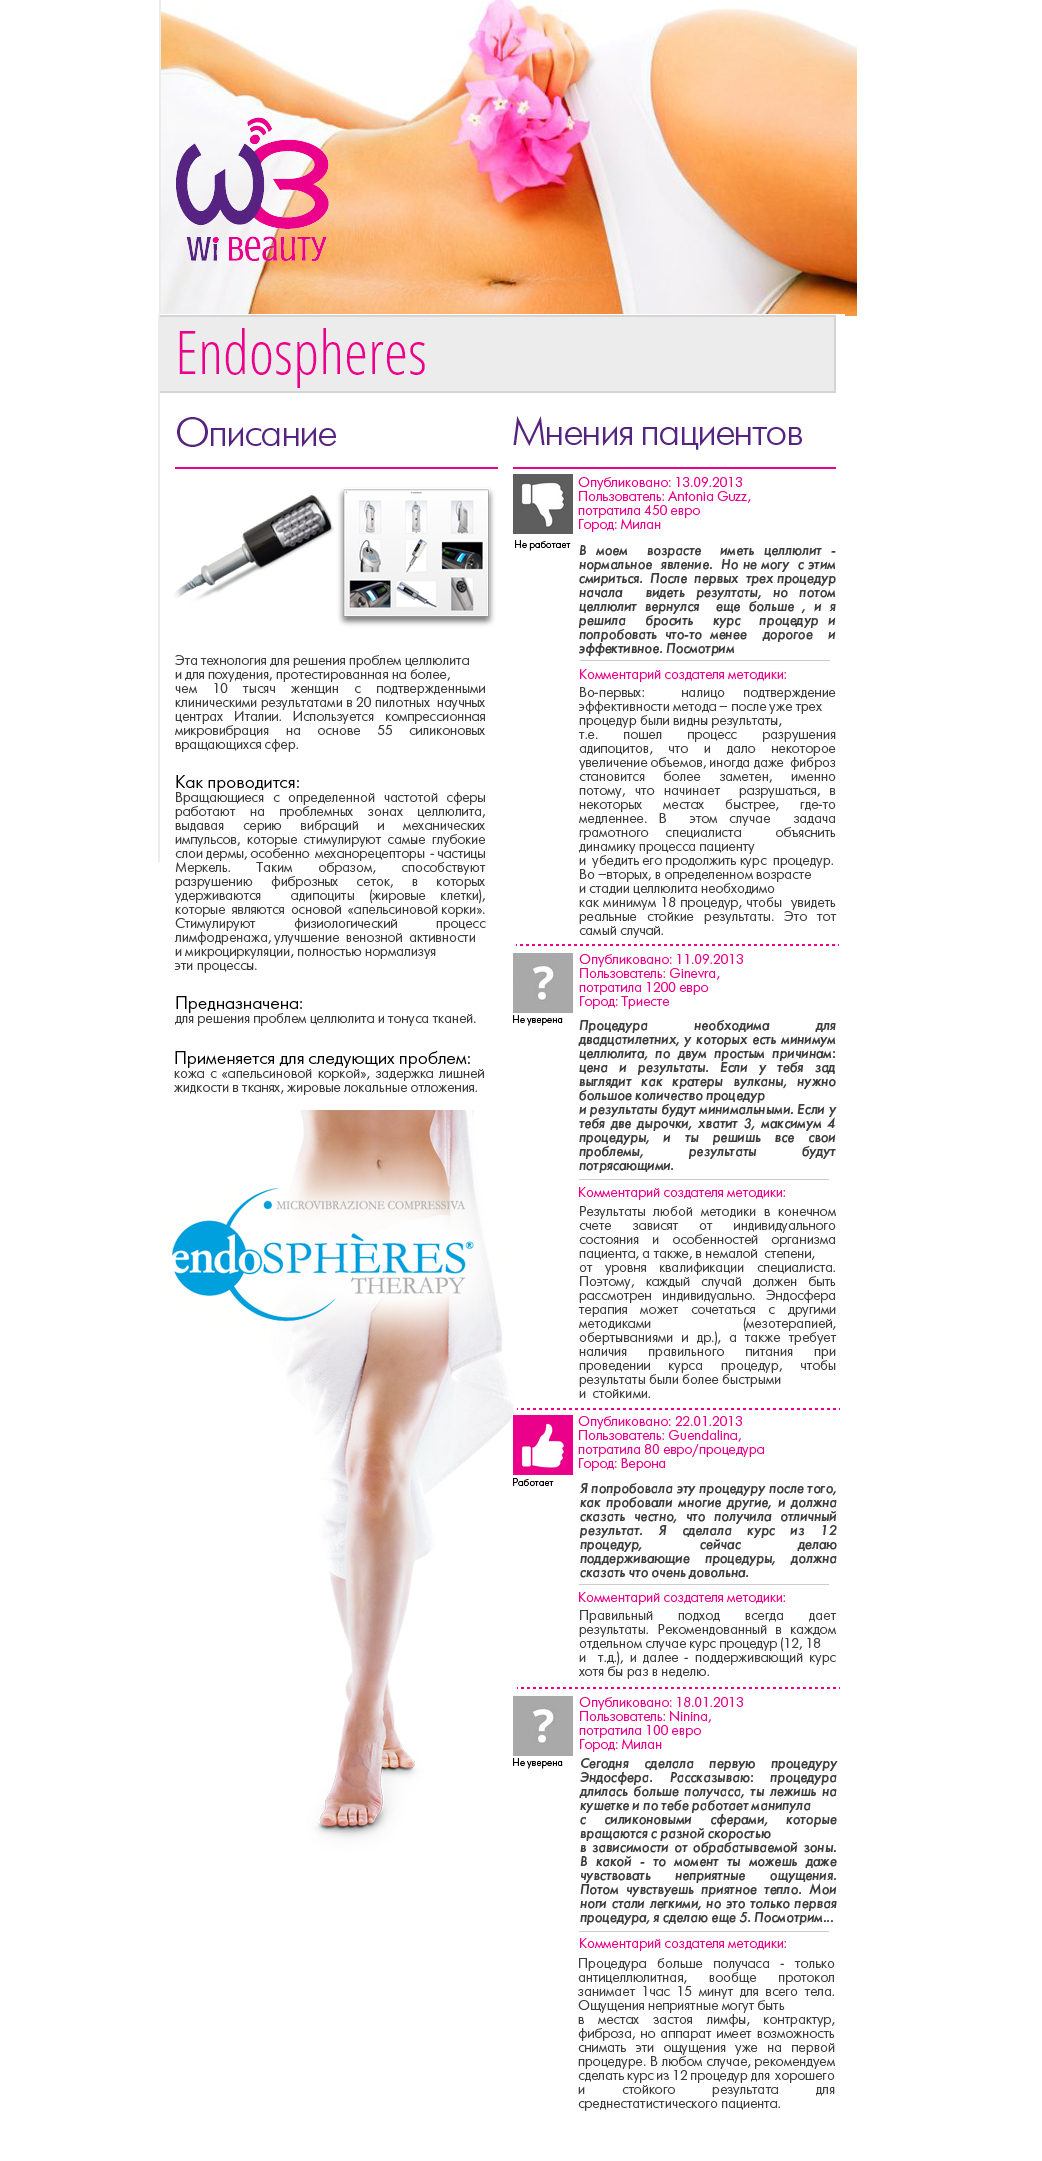 wi Beauty
Endospheres
Описание
Эта технология для решения проблем целлюлита
и для похудения, протестированная на более,
чем 10 тысяч женщин с подтвержденными
клиническими результатами в 20 пилотных научных
центрах Италии. Используется компрессионная
микровибрация на основе 55 силиконовых
вращающихся сфер.
Как проводится:
Вращающиеся с определенной частотой сферы
работают на проблемных зонах целлюлита,
выдавая серию вибраций и механических
импульсов, которые стимулируют самые глубокие
слои дермы, особенно механорецепторы - частицы
Меркель. Таким образом, способствуют
разрушению фиброзных сеток, в которых
удерживаются адипоциты (жировые клетки),
которые являются основой «апельсиновой корки».
Стимулируют физиологический процесс
лимфодренажа, улучшение венозной активности
и микроциркуляции, полностью нормализуя
эти процессы.
Предназначена:
для решения проблем целлюлита и тонуса тканей.
Применяется для следующих проблем:
кожа с «апельсиновой коркой», задержка лишней
жидкости в тканях, жировые локальные отложения.
MICROVIBRAZIONE COMPRESSIVA
endoSPHÈRES®
THERAPY
Мнения пациентов
Опубликовано: 13.09.2013
Пользователь: Antonia Guzz,
потратила 450 евро
Город: Милан
Не работает
В моем возрасте иметь целлюлит -
нормальное явление. Но не могу с этим
смириться. После первых трех процедур
начала видеть резултаты, но потом
целлюлит вернулся еще больше , и я
решила бросить курс процедур и
попробовать что-то менее дорогое и
эффективное. Посмотрим
Комментарий создателя методики:
Во-первых: налицо подтверждение
эффективности метода – после уже трех
процедур были видны результаты,
т.е. пошел процесс разрушения
адипоцитов, что и дало некоторое
увеличение объемов, иногда даже фиброз
становится более заметен, именно
потому, что начинает разрушаться, в
некоторых местах быстрее, где-то
медленнее. В этом случае задача
грамотного специалиста объяснить
динамику процесса пациенту
и убедить его продолжить курс процедур.
Во –вторых, в определенном возрасте
и стадии целлюлита необходимо
как минимум 18 процедур, чтобы увидеть
реальные стойкие результаты. Это тот
самый случай.
?
Опубликовано: 11.09.2013
Пользователь: Ginevra,
потратила 1200 евро
Город: Триесте
Не уверена
Процедура необходима для
двадцатилетних, у которых есть минимум
целлюлита, по двум простым причинам:
цена и результаты. Если у тебя зад
выглядит как кратеры вулканы, нужно
большое количество процедур
и результаты будут минимальными. Если у
тебя две дырочки, хватит 3, максимум 4
процедуры, и ты решишь все свои
проблемы, результаты будут
потрясающими.
Комментарий создателя методики:
Результаты любой методики в конечном
счете зависят от индивидуального
состояния и особенностей организма
пациента, а также, в немалой степени,
от уровня квалификации специалиста.
Поэтому, каждый случай должен быть
рассмотрен индивидуально. Эндосфера
терапия может сочетаться с другими
методиками (мезотерапией,
обертываниями и др.), а также требует
наличия правильного питания при
проведении курса процедур, чтобы
результаты были более быстрыми
и стойкими.
Опубликовано: 22.01.2013
Пользователь: Guendalina,
потратила 80 евро/процедура
Город: Верона
Работает
Я попробовала эту процедуру после того,
как пробовали многие другие, и должна
сказать честно, что получила отличный
результат. Я сделала курс из 12
процедур, сейчас делаю
поддерживающие процедуры, должна
сказать что очень довольна.
Комментарий создателя методики:
Правильный подход всегда дает
результаты. Рекомендованный в каждом
отдельном случае курс процедур (12, 18
и т.д.), и далее - поддерживающий курс
хотя бы раз в неделю.
?
Опубликовано: 18.01.2013
Пользователь: Ninina,
потратила 100 евро
Город: Милан
Не уверена
Сегодня сделала первую процедуру
Эндосфера. Рассказываю: процедура
длилась больше получаса, ты лежишь на
кушетке и по тебе работает манипула
с силиконовыми сферами, которые
вращаются с разной скоростью
в зависимости от обрабатываемой зоны.
В какой - то момент ты можешь даже
чувствовать неприятные ощущения.
Потом чувствуешь приятное тепло. Мои
ноги стали легкими, но это только первая
процедура, я сделаю еще 5. Посмотрим...
Комментарий создателя методики:
Процедура больше получаса - только
антицеллюлитная, вообще протокол
занимает 1час 15 минут для всего тела.
Ощущения неприятные могут быть
в местах застоя лимфы, контрактур,
фиброза, но аппарат имеет возможность
снимать эти ощущения уже на первой
процедуре. В любом случае, рекомендуем
сделать курс из 12 процедур для хорошего
и стойкого результата для
среднестатистического пациента.